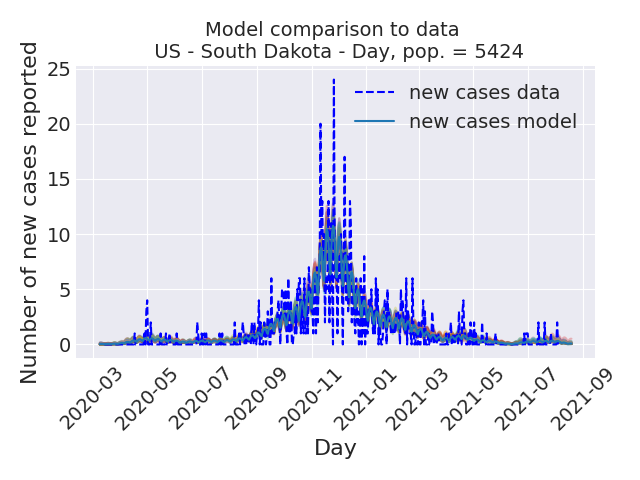 Model comparison to data
US - South Dakota - Day, pop. = 5424
Number of new cases reported
25
20
15
10
5
0
new cases data
new cases model
2020-03
2020-05
2020-07
2020-09
2020-11
2021-01
2021-03
2021-05
2021-07
2021-09
Day